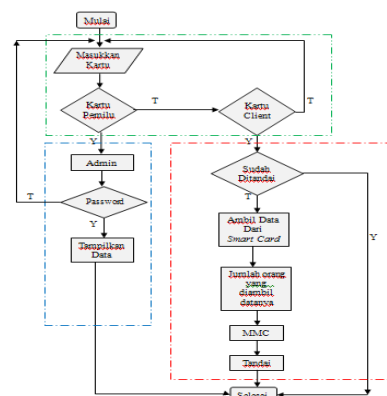 Mulai
Masukkan
Kartu
Kartu
Pemilu
T
Kartu
Client
T
Y
Y
Admin
Sudah
Ditandai
T
Password
T
Y
Ambil Data
Dari
Smart Card
Y
Tampilkan
Data
Jumlah orang
yang
diambil
datanya
MMC
Tandai
Selesai